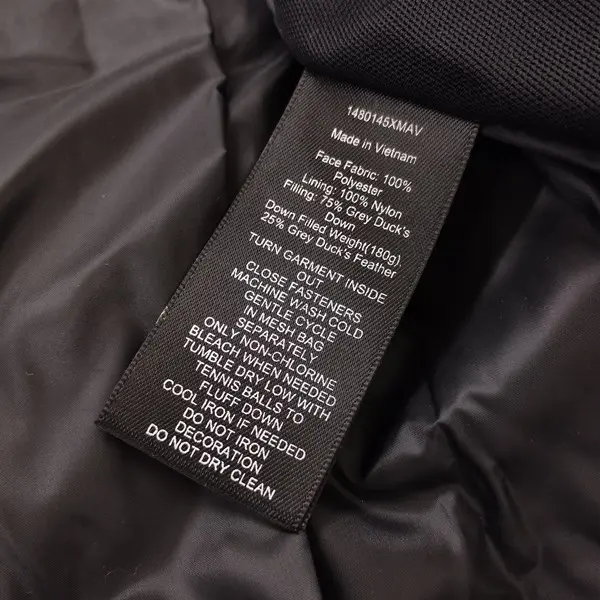 1480145XMAV
Made in Vietnam
Face Fabric: 100%
Polyester
Lining: 100% Nylon
Filling: 75% Grey Duck's
Down
Down Filled Weight(180g)
25% Grey Duck's Feather
TURN GARMENT INSIDE
OUT
CLOSE FASTENERS
MACHINE WASH COLD
GENTLE CYCLE
IN MESH BAG
SEPARATELY
ONLY NON-CHLORINE
BLEACH WHEN NEEDED
TUMBLE DRY LOW WITH
TENNIS BALLS TO
FLUFF DOWN
COOL IRON IF NEEDED
DO NOT IRON
DECORATION
DO NOT DRY CLEAN